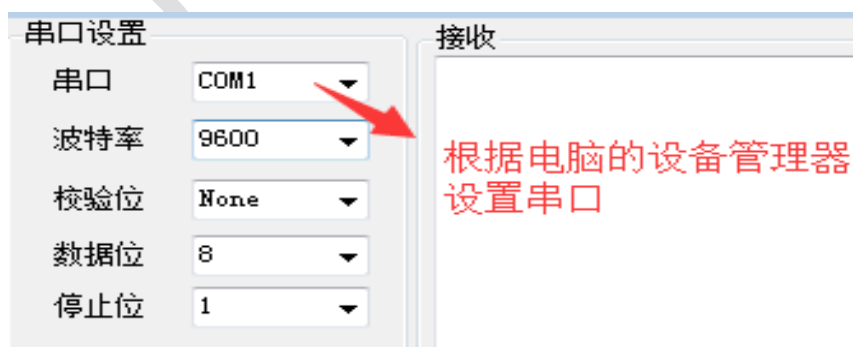 串口设置
串口 COM1
波特率 9600
校验位 None
数据位 8
停止位 1
接收
根据电脑的设备管理器
设置串口